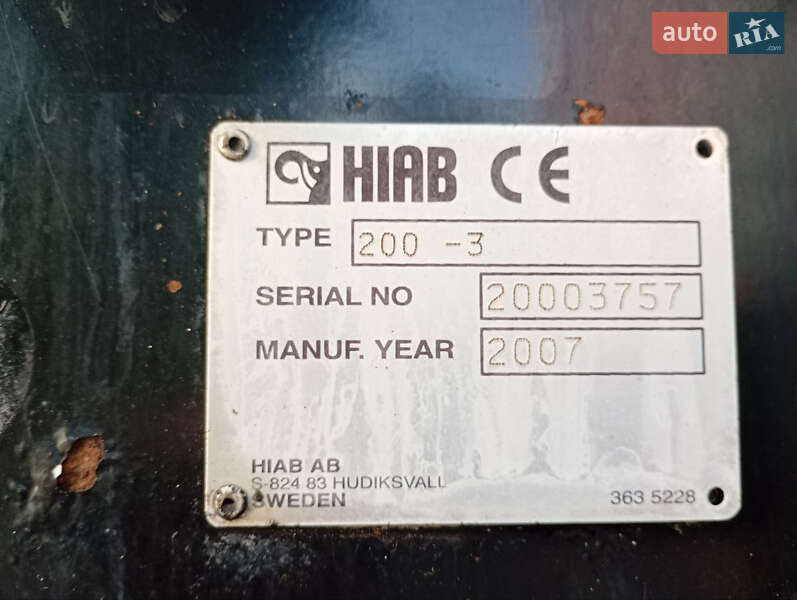 auto RIA .com
HIAB CE
TYPE 200 -3
SERIAL NO 20003757
MANUF. YEAR 2007
HIAB AB
S-824 83 HUDIKSVALL
SWEDEN 363 5228